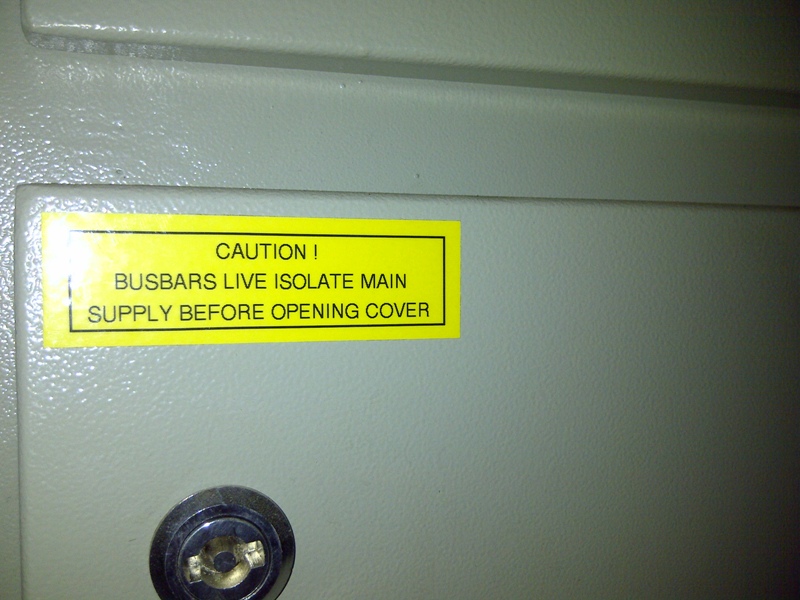 CAUTION !
BUSBARS LIVE ISOLATE MAIN
SUPPLY BEFORE OPENING COVER